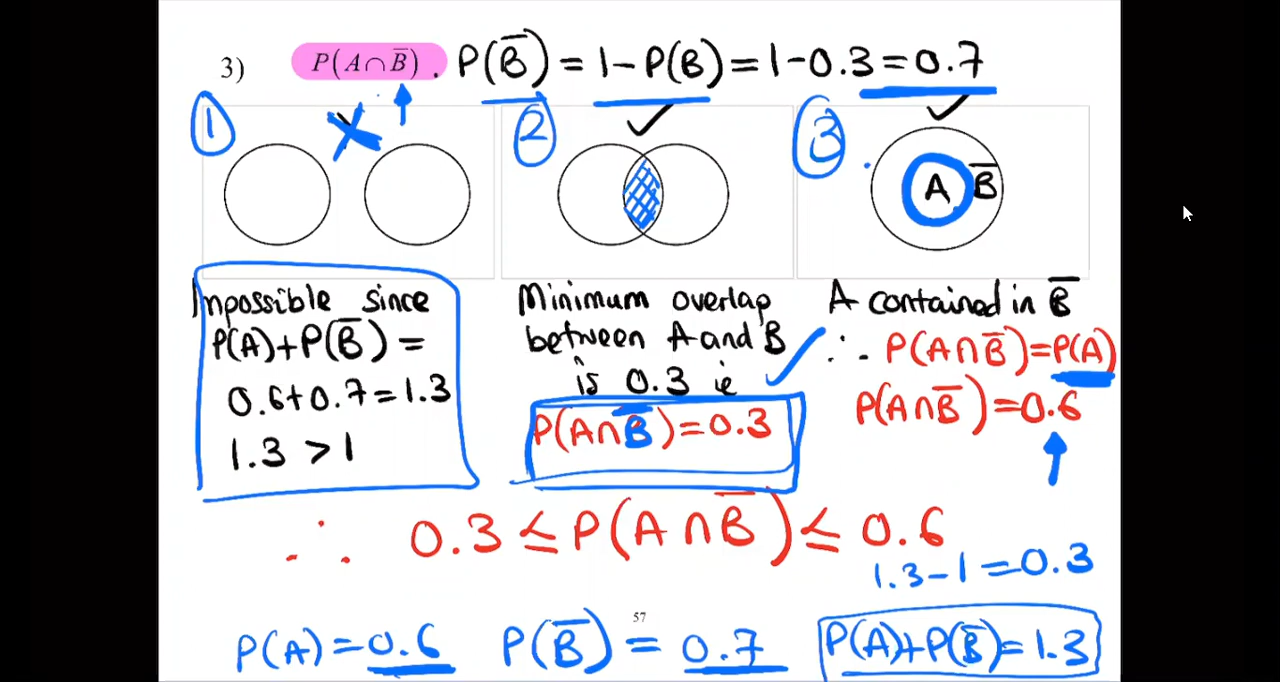 3) P(A∩B̄). P(B̄) = 1-P(B) = 1-0.3 = 0.7
1
2
3
A B̄
Impossible since
P(A)+P(B̄) =
0.6+0.7=1.3
1.3 > 1
Minimum overlap
between A and B
is 0.3 ie
P(A∩B̄)=0.3
A contained in B̄
∴ P(A∩B̄)=P(A)
P(A∩B̄)=0.6
∴ 0.3 ≤ P(A∩B̄) ≤ 0.6
1.3-1=0.3
57
P(A)=0.6 P(B̄) = 0.7 P(A)+P(B̄)=1.3